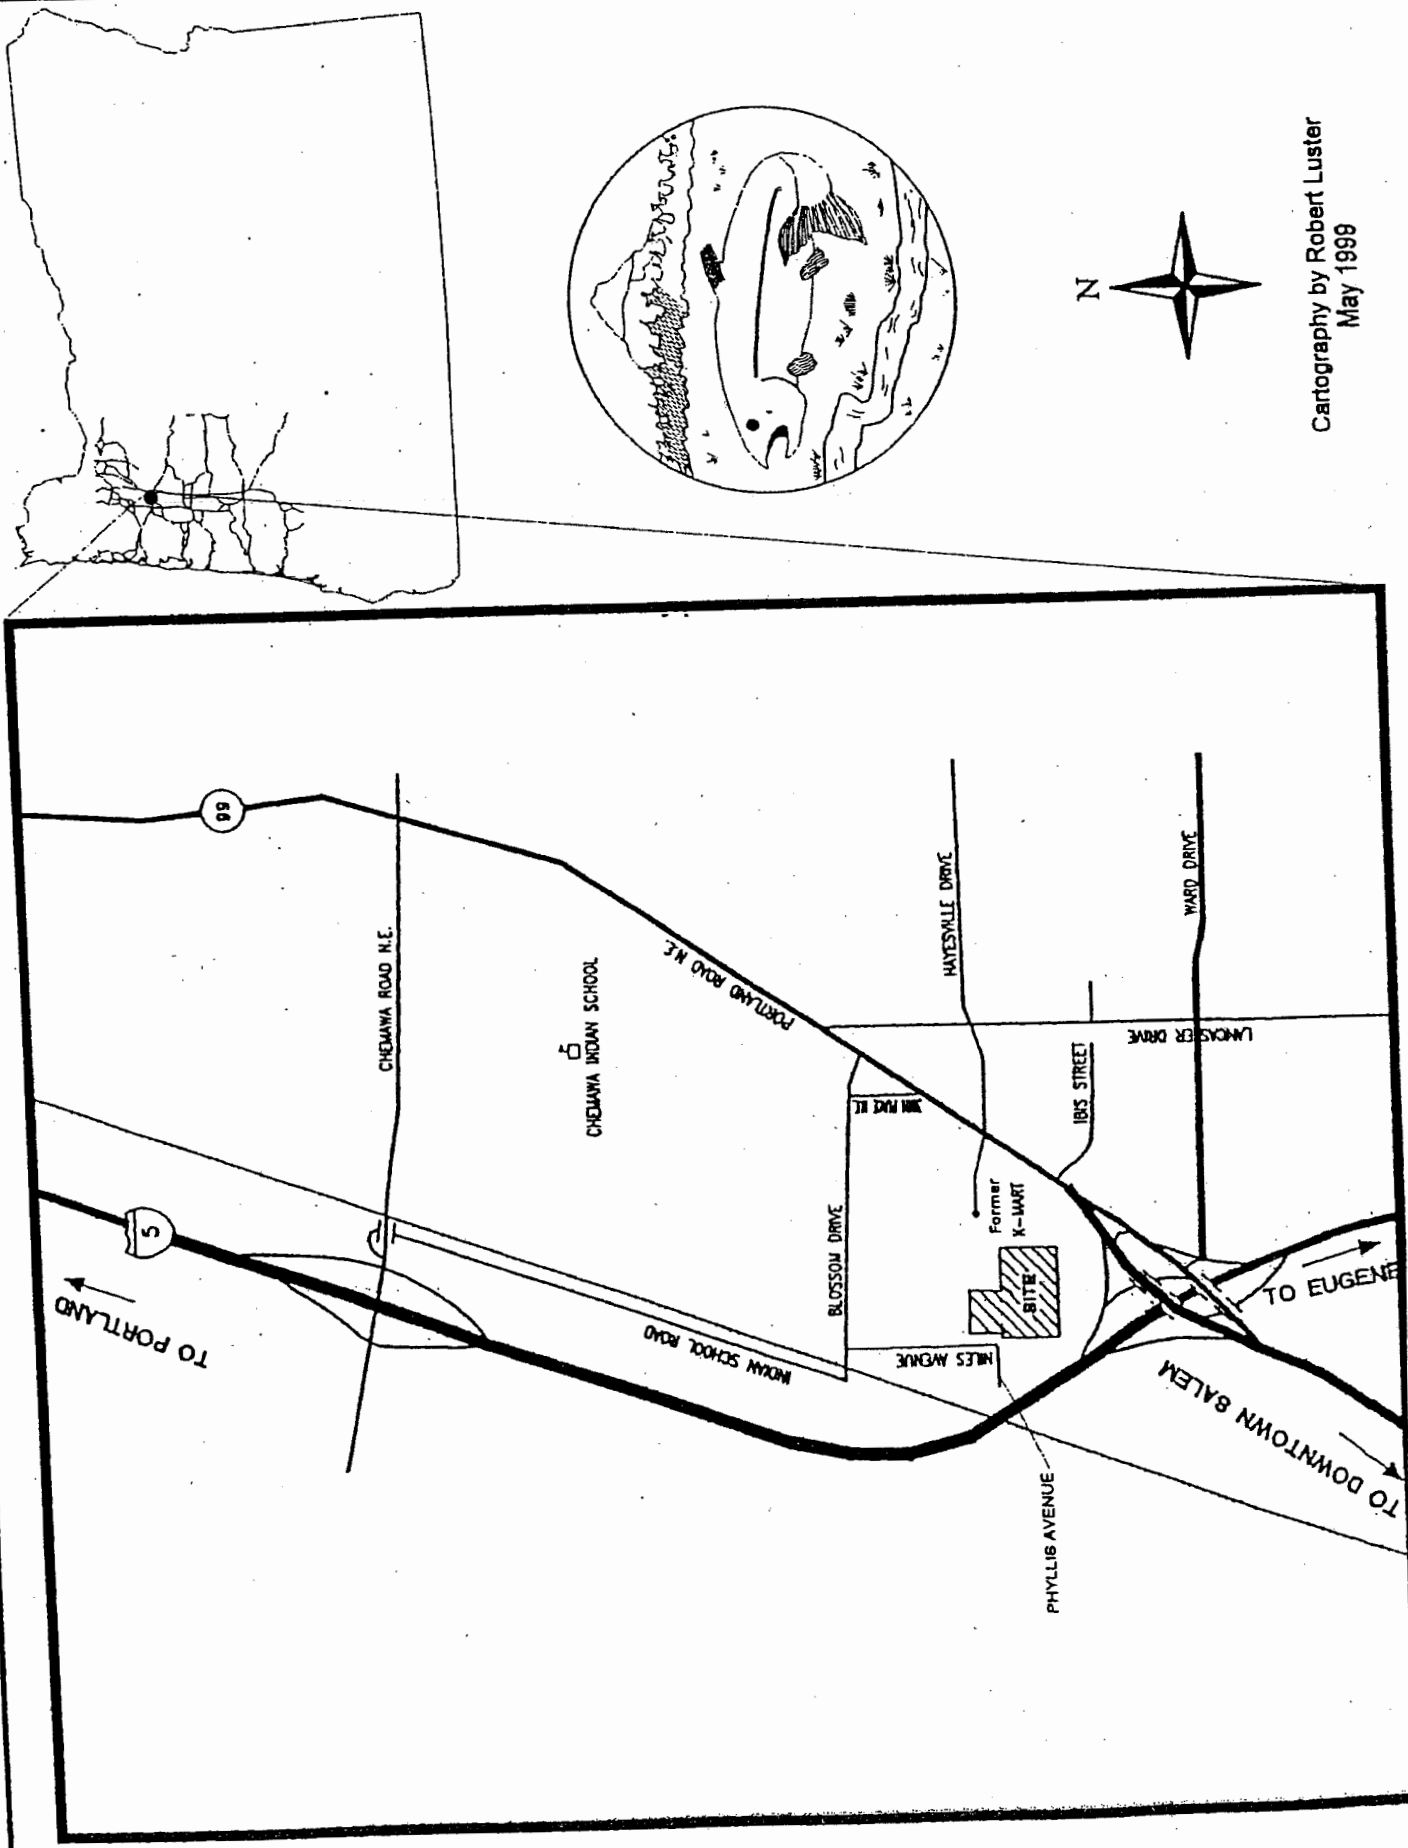 N
Cartography by Robert Luster
May 1999
99
CHEMAWA ROAD N.E.
CHEMAWA INDIAN SCHOOL
PORTLAND ROAD N.E.
HAYESVILLE DRIVE
WARD DRIVE
LANCASTER DRIVE
IBIS STREET
5
TO PORTLAND
INDIAN SCHOOL ROAD
BLOSSOM DRIVE
Former
K-MART
SITE
NILES AVENUE
PHYLLIS AVENUE
TO EUGENE
TO DOWNTOWN SALEM